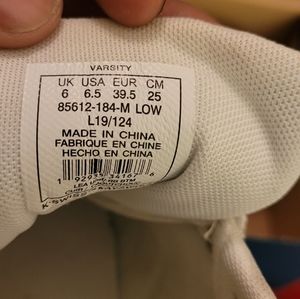 VARSITY
UK USA EUR CM
6 6.5 39.5 25
85612-184-M LOW
L19/124
MADE IN CHINA
FABRIQUE EN CHINE
HECHO EN CHINA
K-SWISS